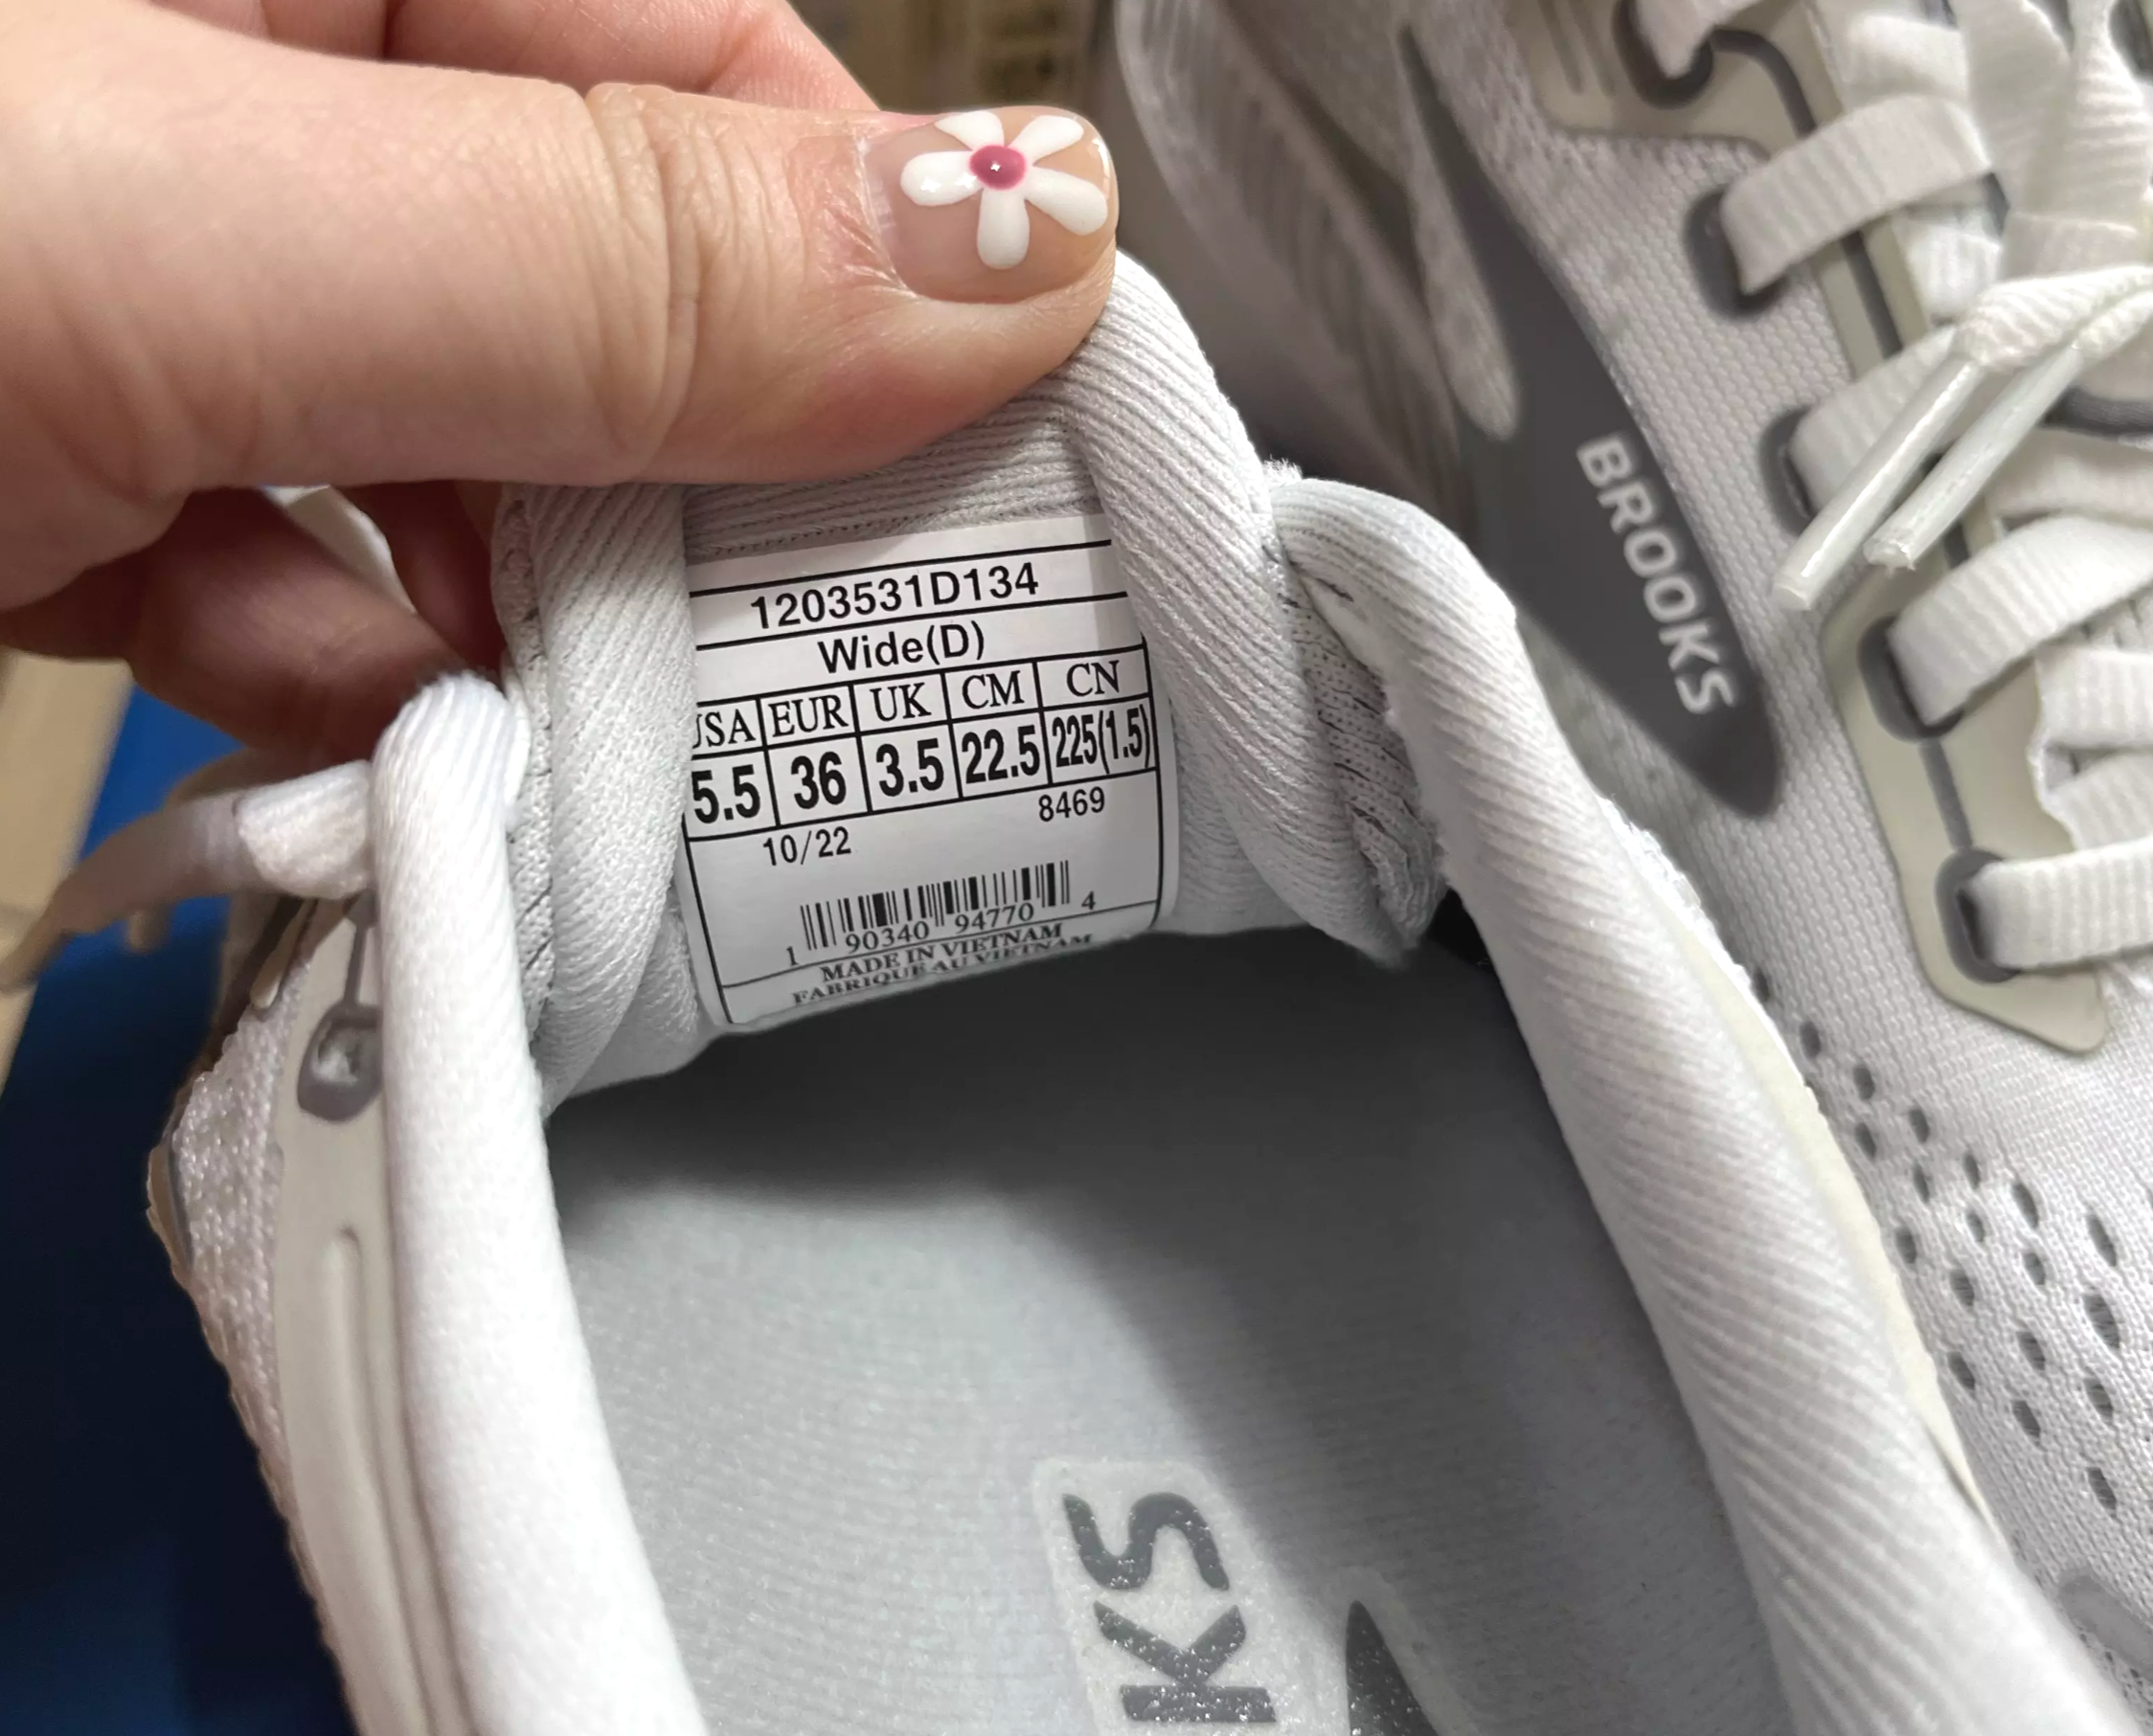 1203531D134
Wide(D)
USA EUR UK CM CN
5.5 36 3.5 22.5 225(1.5)
8469
10/22
1 90340 94770 4
MADE IN VIETNAM
FABRIQUE AU VIETNAM
BROOKS
KS